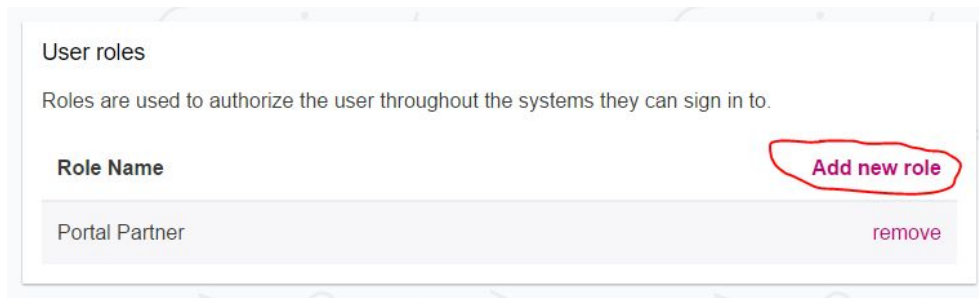 User roles
Roles are used to authorize the user throughout the systems they can sign in to.
Role Name Add new role
Portal Partner remove